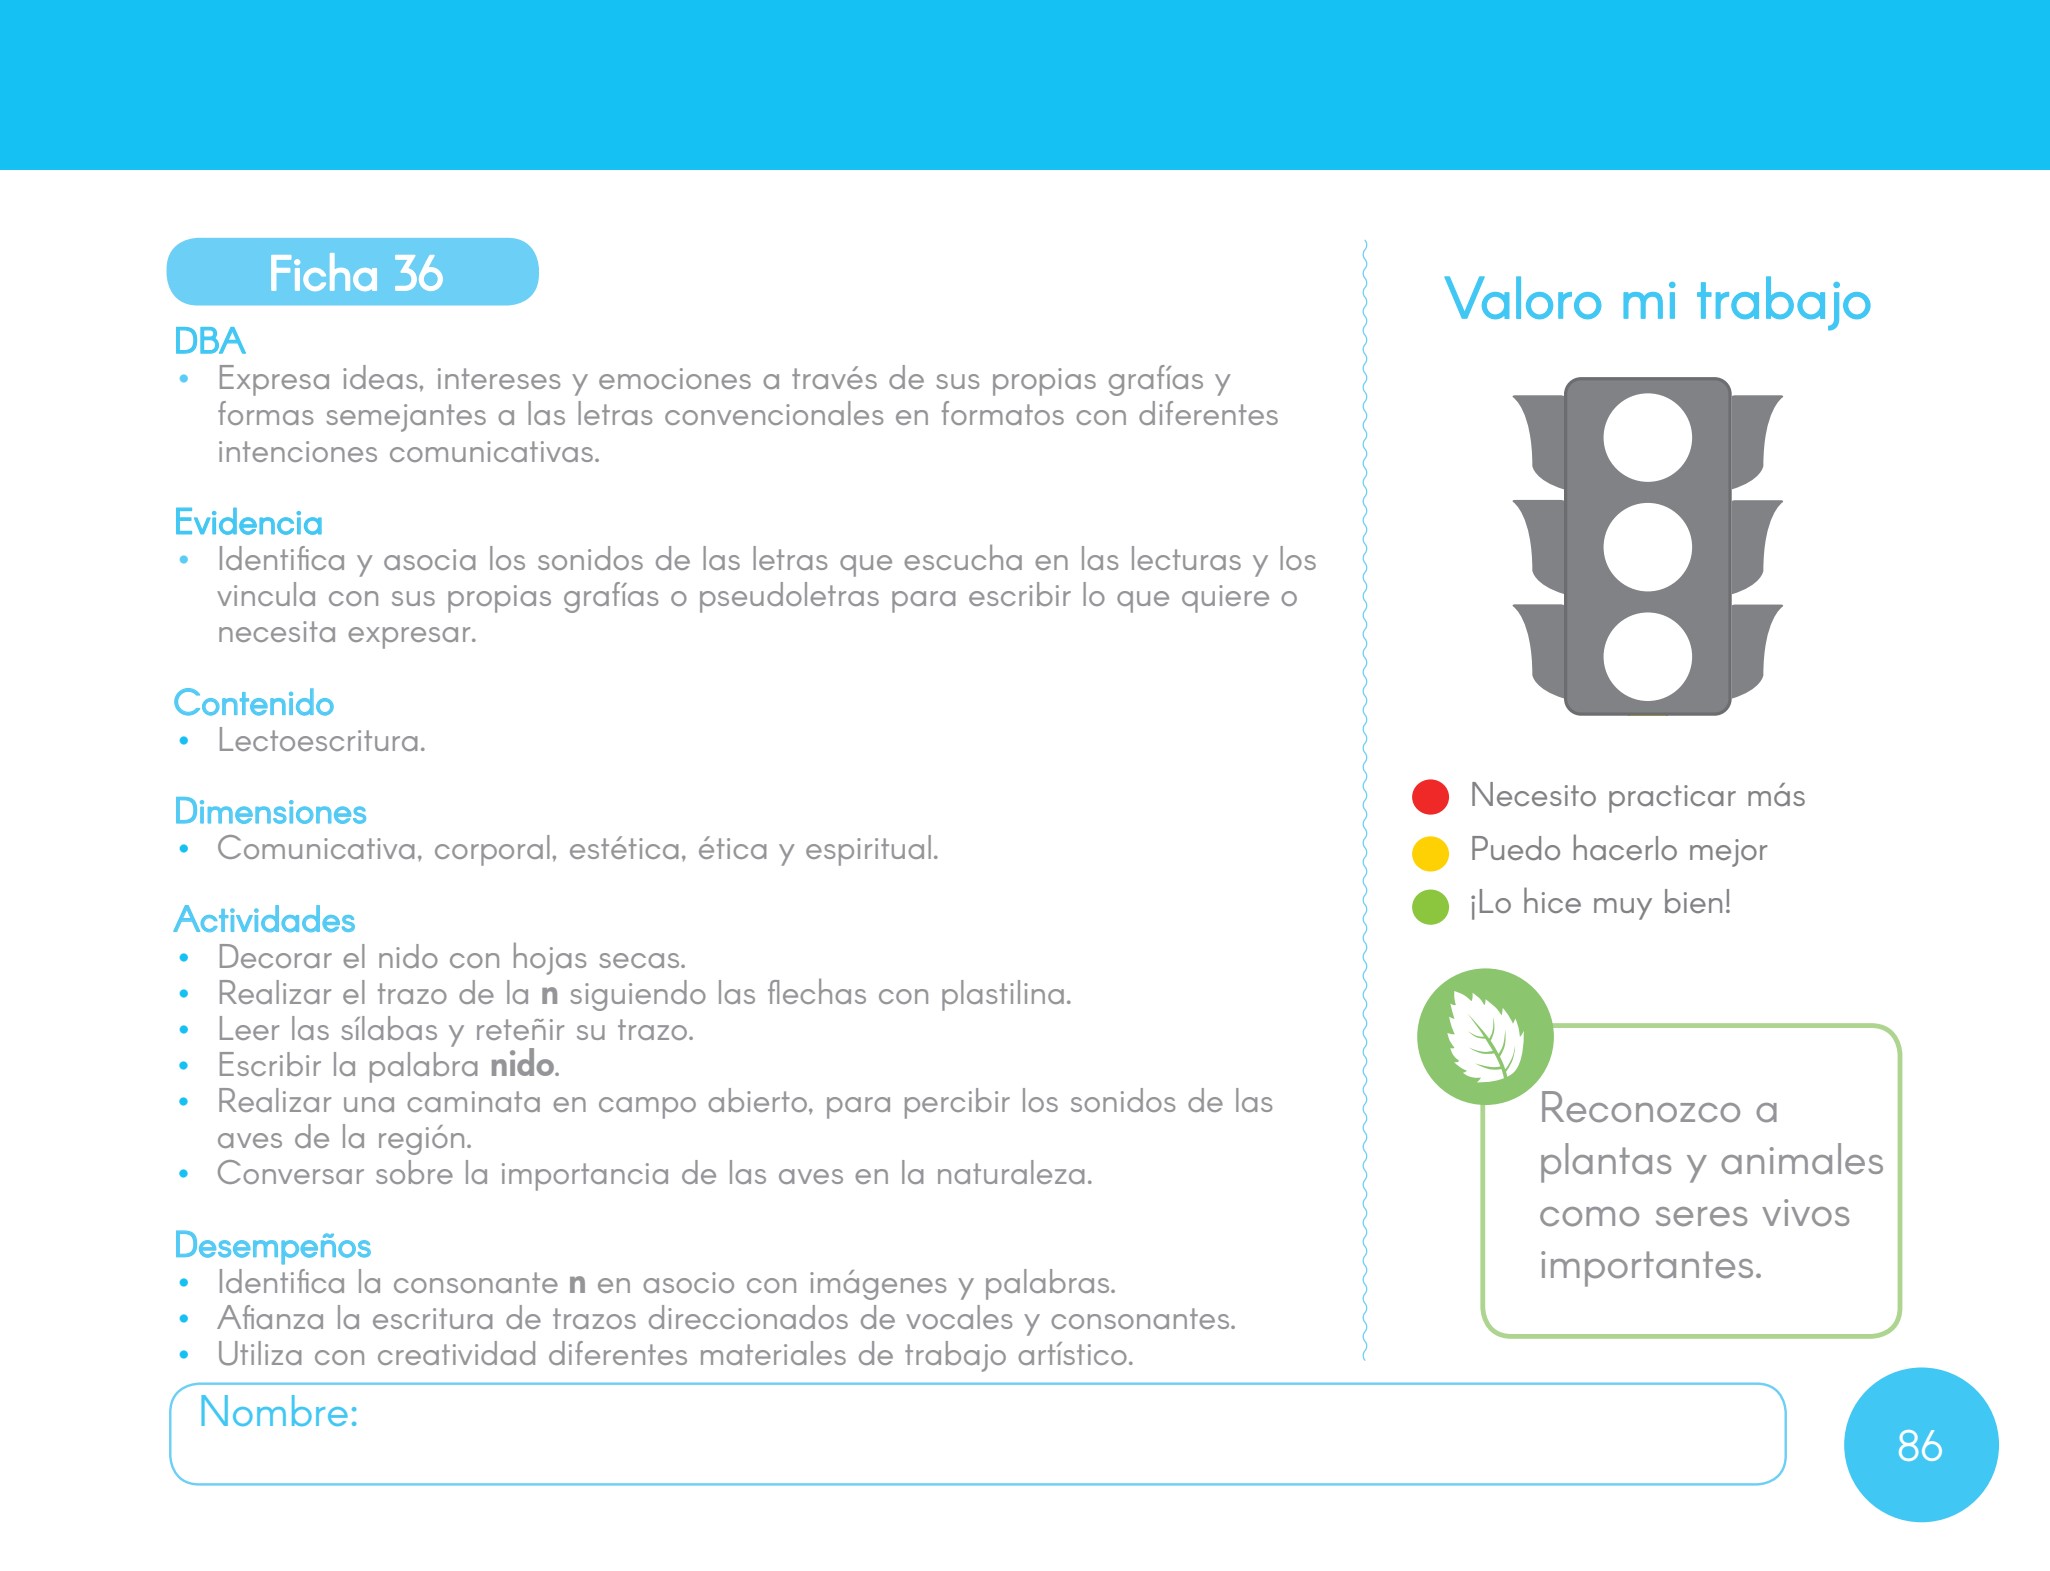 Ficha 36
DBA
• Expresa ideas, intereses y emociones a través de sus propias grafías y
formas semejantes a las letras convencionales en formatos con diferentes
intenciones comunicativas.
Evidencia
• Identifica y asocia los sonidos de las letras que escucha en las lecturas y los
vincula con sus propias grafías o pseudoletras para escribir lo que quiere o
necesita expresar.
Contenido
• Lectoescritura.
Dimensiones
• Comunicativa, corporal, estética, ética y espiritual.
Actividades
• Decorar el nido con hojas secas.
• Realizar el trazo de la n siguiendo las flechas con plastilina.
• Leer las sílabas y reteñir su trazo.
• Escribir la palabra nido.
• Realizar una caminata en campo abierto, para percibir los sonidos de las
aves de la región.
• Conversar sobre la importancia de las aves en la naturaleza.
Desempeños
• Identifica la consonante n en asocio con imágenes y palabras.
• Afianza la escritura de trazos direccionados de vocales y consonantes.
• Utiliza con creatividad diferentes materiales de trabajo artístico.
Valoro mi trabajo
Necesito practicar más
Puedo hacerlo mejor
¡Lo hice muy bien!
Reconozco a
plantas y animales
como seres vivos
importantes.
Nombre:
86